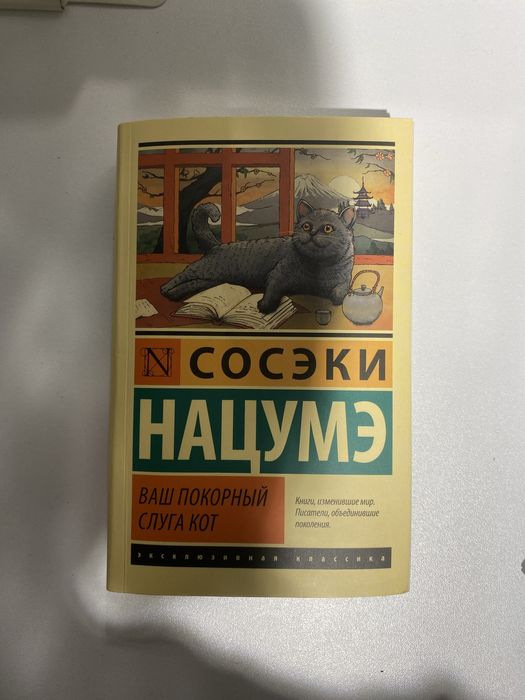 N СОСЭКИ
НАЦУМЭ
ВАШ ПОКОРНЫЙ
СЛУГА КОТ
Книги, изменившие мир.
Писатели, объединившие
поколения.
эксклюзивная классика